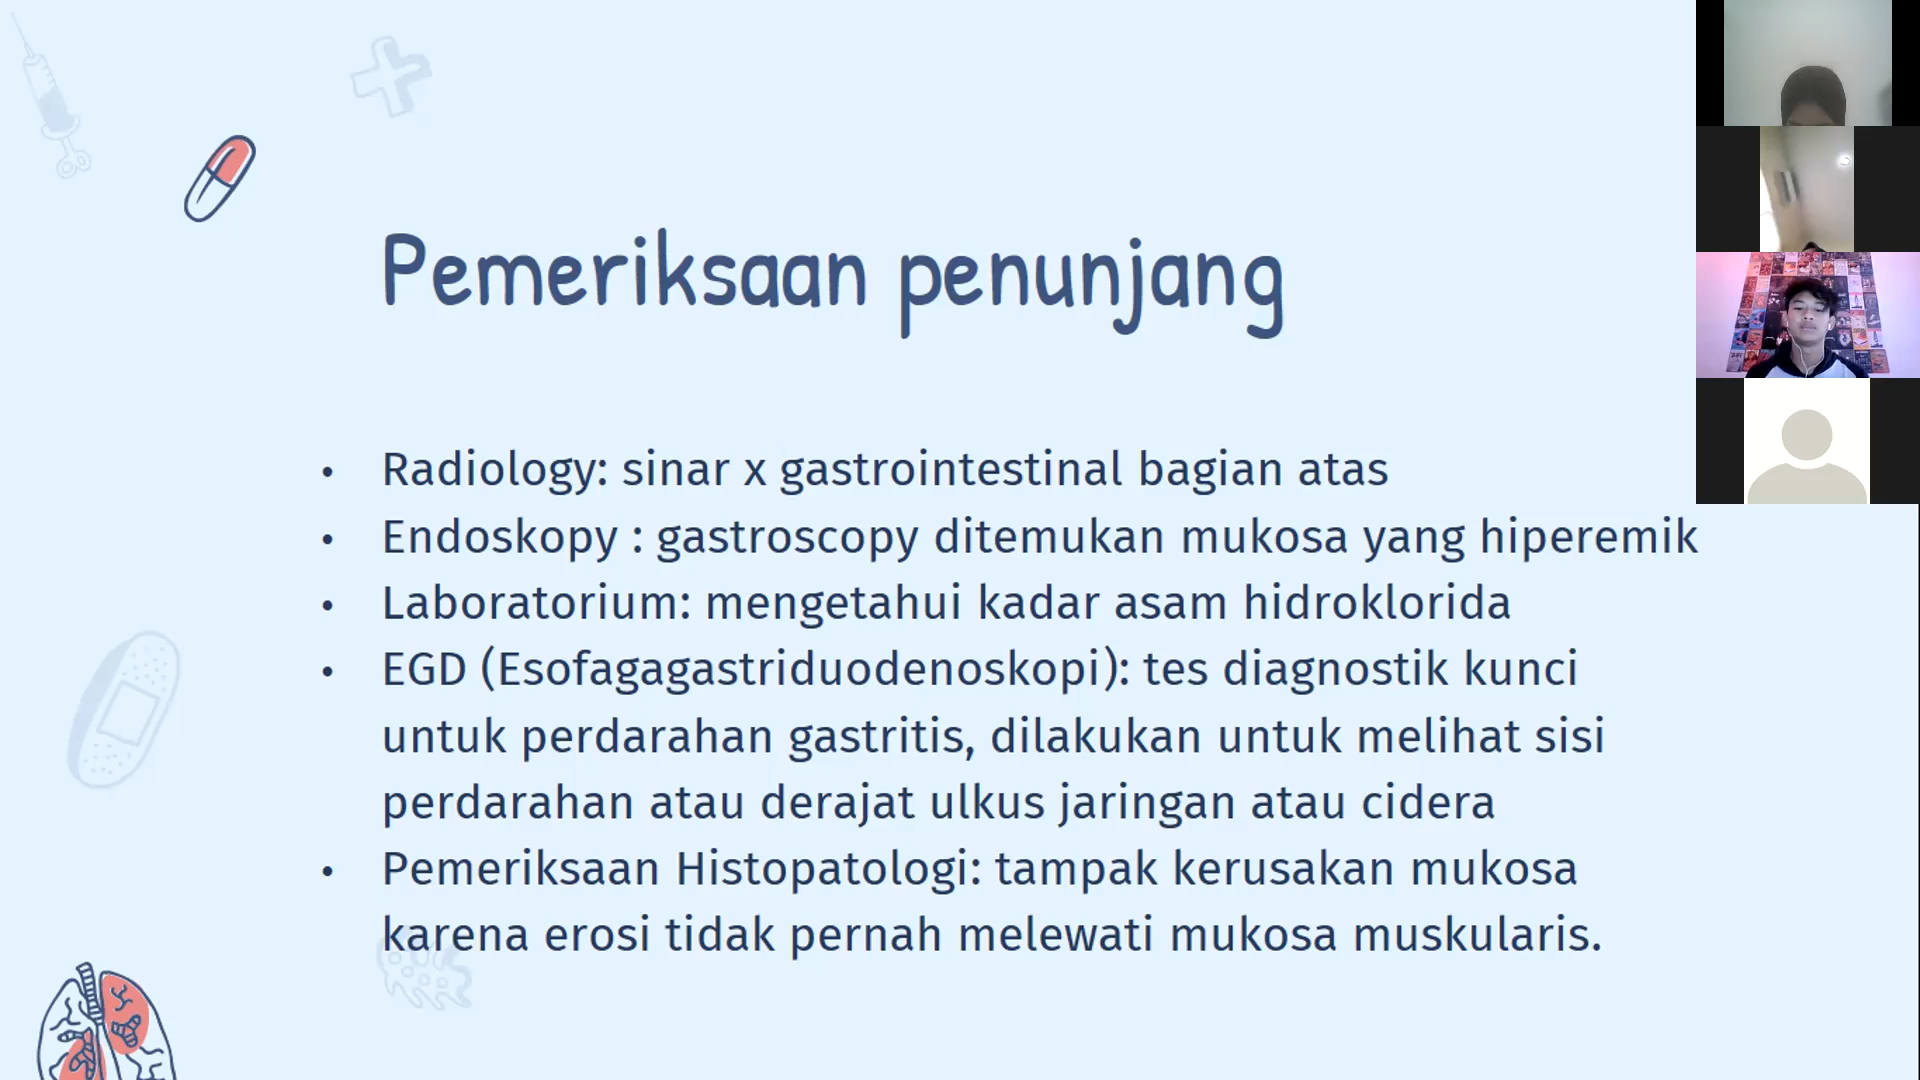 Pemeriksaan penunjang
• Radiology: sinar x gastrointestinal bagian atas
• Endoskopy : gastroscopy ditemukan mukosa yang hiperemik
• Laboratorium: mengetahui kadar asam hidroklorida
• EGD (Esofagagastriduodenoskopi): tes diagnostik kunci
untuk perdarahan gastritis, dilakukan untuk melihat sisi
perdarahan atau derajat ulkus jaringan atau cidera
• Pemeriksaan Histopatologi: tampak kerusakan mukosa
karena erosi tidak pernah melewati mukosa muskularis.